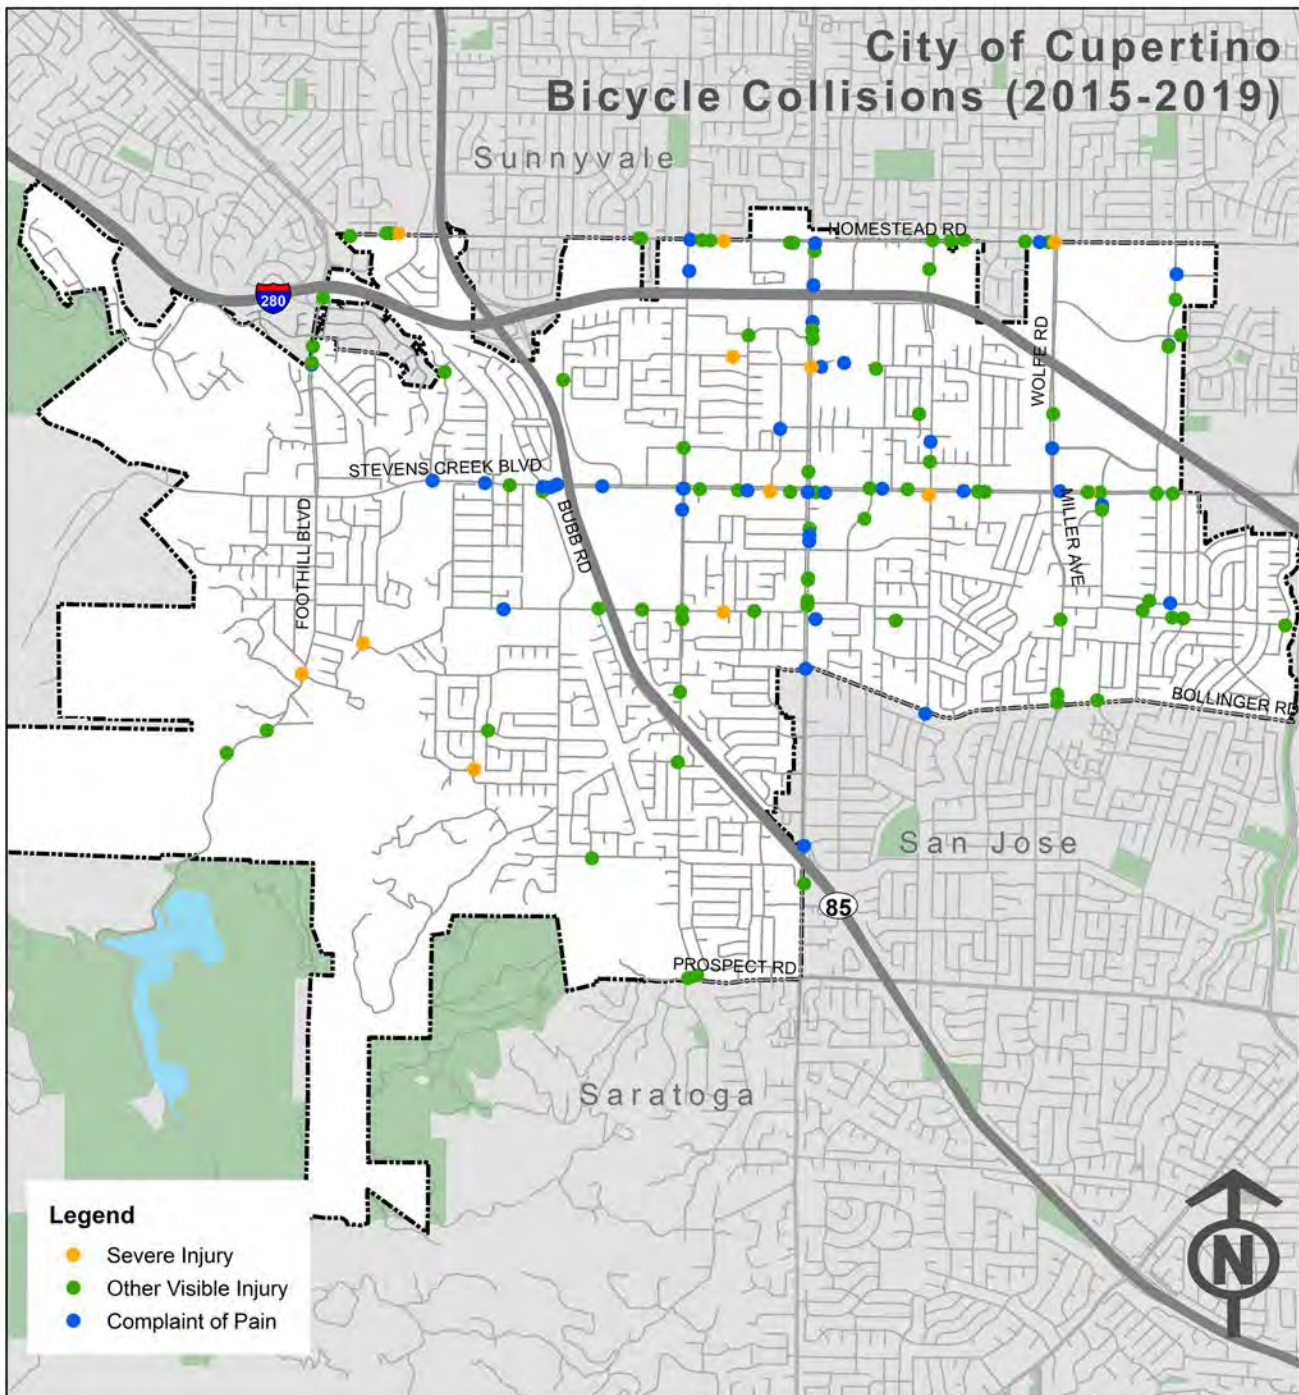 City of Cupertino
Bicycle Collisions (2015-2019)
Sunnyvale
HOMESTEAD RD
280
WOLFE RD
STEVENS CREEK BLVD
FOOTHILL BLVD
BUBB RD
MILLER AVE
BOLLINGER RD
San Jose
85
PROSPECT RD
Saratoga
Legend
Severe Injury
Other Visible Injury
Complaint of Pain
N